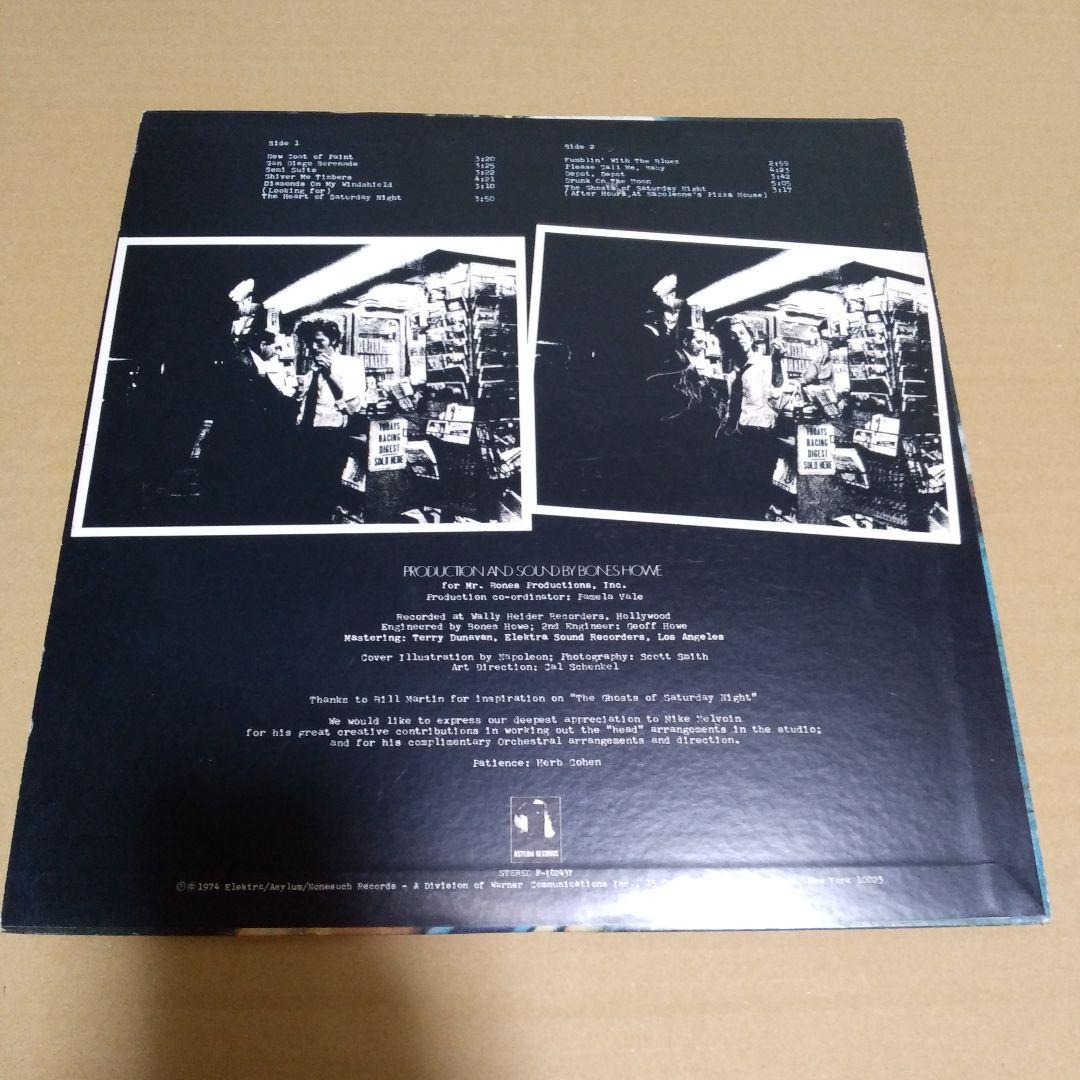 Side 1
New Coat of Paint 3:20
San Diego Serenade 3:25
Semi Suite 3:22
Shiver Me Timbers 4:21
Diamonds On My Windshield 3:10
(Looking for)
The Heart of Saturday Night 3:50
Side 2
Fumblin' With The Blues 2:59
Please Call Me, Baby 4:23
Depot, Depot 3:42
Drunk On The Moon 5:05
The Ghosts of Saturday Night 3:17
(After Hours, At Napoleone's Pizza House)
TODAYS
RACING
DIGEST
SOLD HERE
TODAYS
RACING
DIGEST
SOLD HERE
PRODUCTION AND SOUND BY BONES HOWE
for Mr. Bones Productions, Inc.
Production co-ordinator: Pamela Vale
Recorded at Wally Heider Recorders, Hollywood
Engineered by Bones Howe; 2nd Engineer: Geoff Howe
Mastering: Terry Dunavan, Elektra Sound Recorders, Los Angeles
Cover Illustration by Napoleon; Photography: Scott Smith
Art Direction: Cal Schenkel
Thanks to Bill Martin for inspiration on "The Ghosts of Saturday Night"
We would like to express our deepest appreciation to Mike Melvoin
for his great creative contributions in working out the "head" arrangements in the studio;
and for his complimentary Orchestral arrangements and direction.
Patience: Herb Cohen
ASYLUM RECORDS
STEREO P-10243Y
℗ © 1974 Elektra/Asylum/Nonesuch Records - A Division of Warner Communications Inc., 15 New York 10023